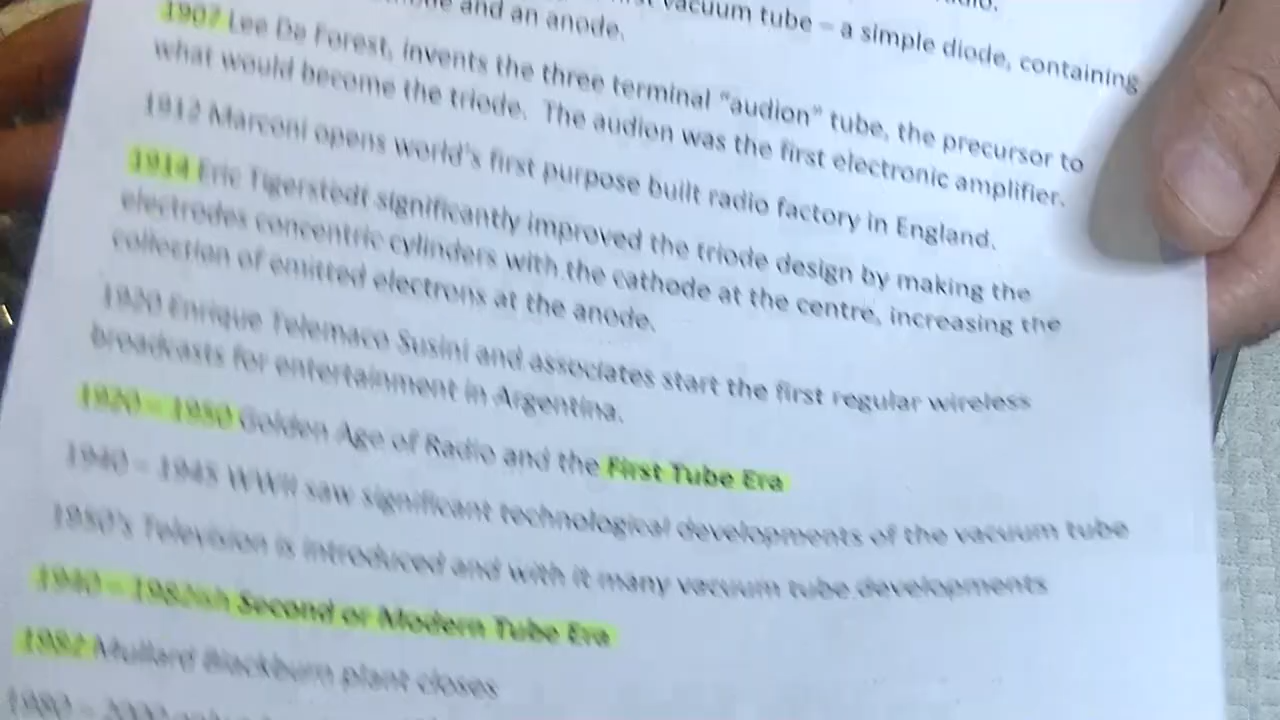 vacuum tube – a simple diode, containing
and an anode.
1907 Lee De Forest, invents the three terminal “audion” tube, the precursor to
what would become the triode. The audion was the first electronic amplifier.
1912 Marconi opens world's first purpose built radio factory in England.
1914 Eric Tigerstedt significantly improved the triode design by making the
electrodes concentric cylinders with the cathode at the centre, increasing the
collection of emitted electrons at the anode.
1920 Enrique Telemaco Susini and associates start the first regular wireless
broadcasts for entertainment in Argentina.
1920 – 1950 Golden Age of Radio and the First Tube Era
1940 – 1945 WWII saw significant technological developments of the vacuum tube
1950's Television is introduced and with it many vacuum tube developments
1940 – 1982ish Second or Modern Tube Era
1982 Mullard Blackburn plant closes
1980 – 2000